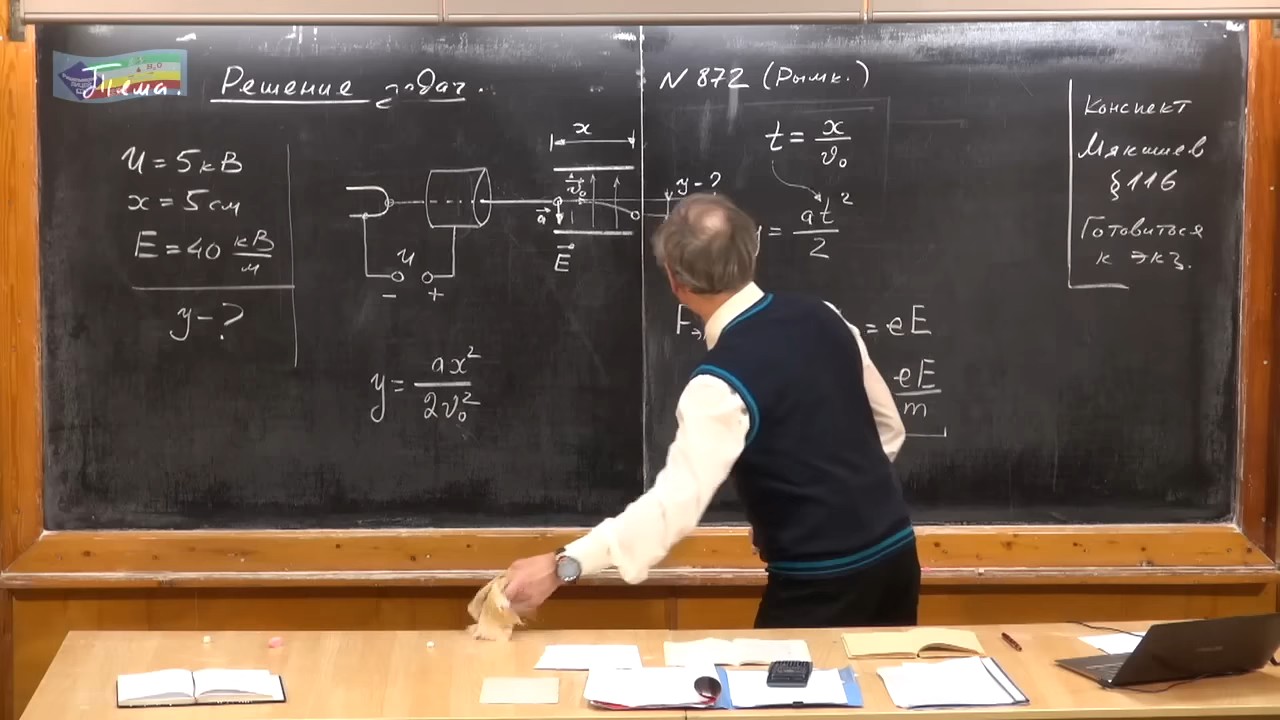 Тема. Решение задач.
U = 5 кВ
x = 5 см
E = 40 кВ/м
y - ?
x
v⃗₀
a⃗
E⃗
U
- +
y = ax²/2v₀²
N 872 (Рымк.)
t = x/v₀
y - ?
y = at²/2
= eE
eE/m
Конспект
Мякишев
§116
Готовиться
к экз.